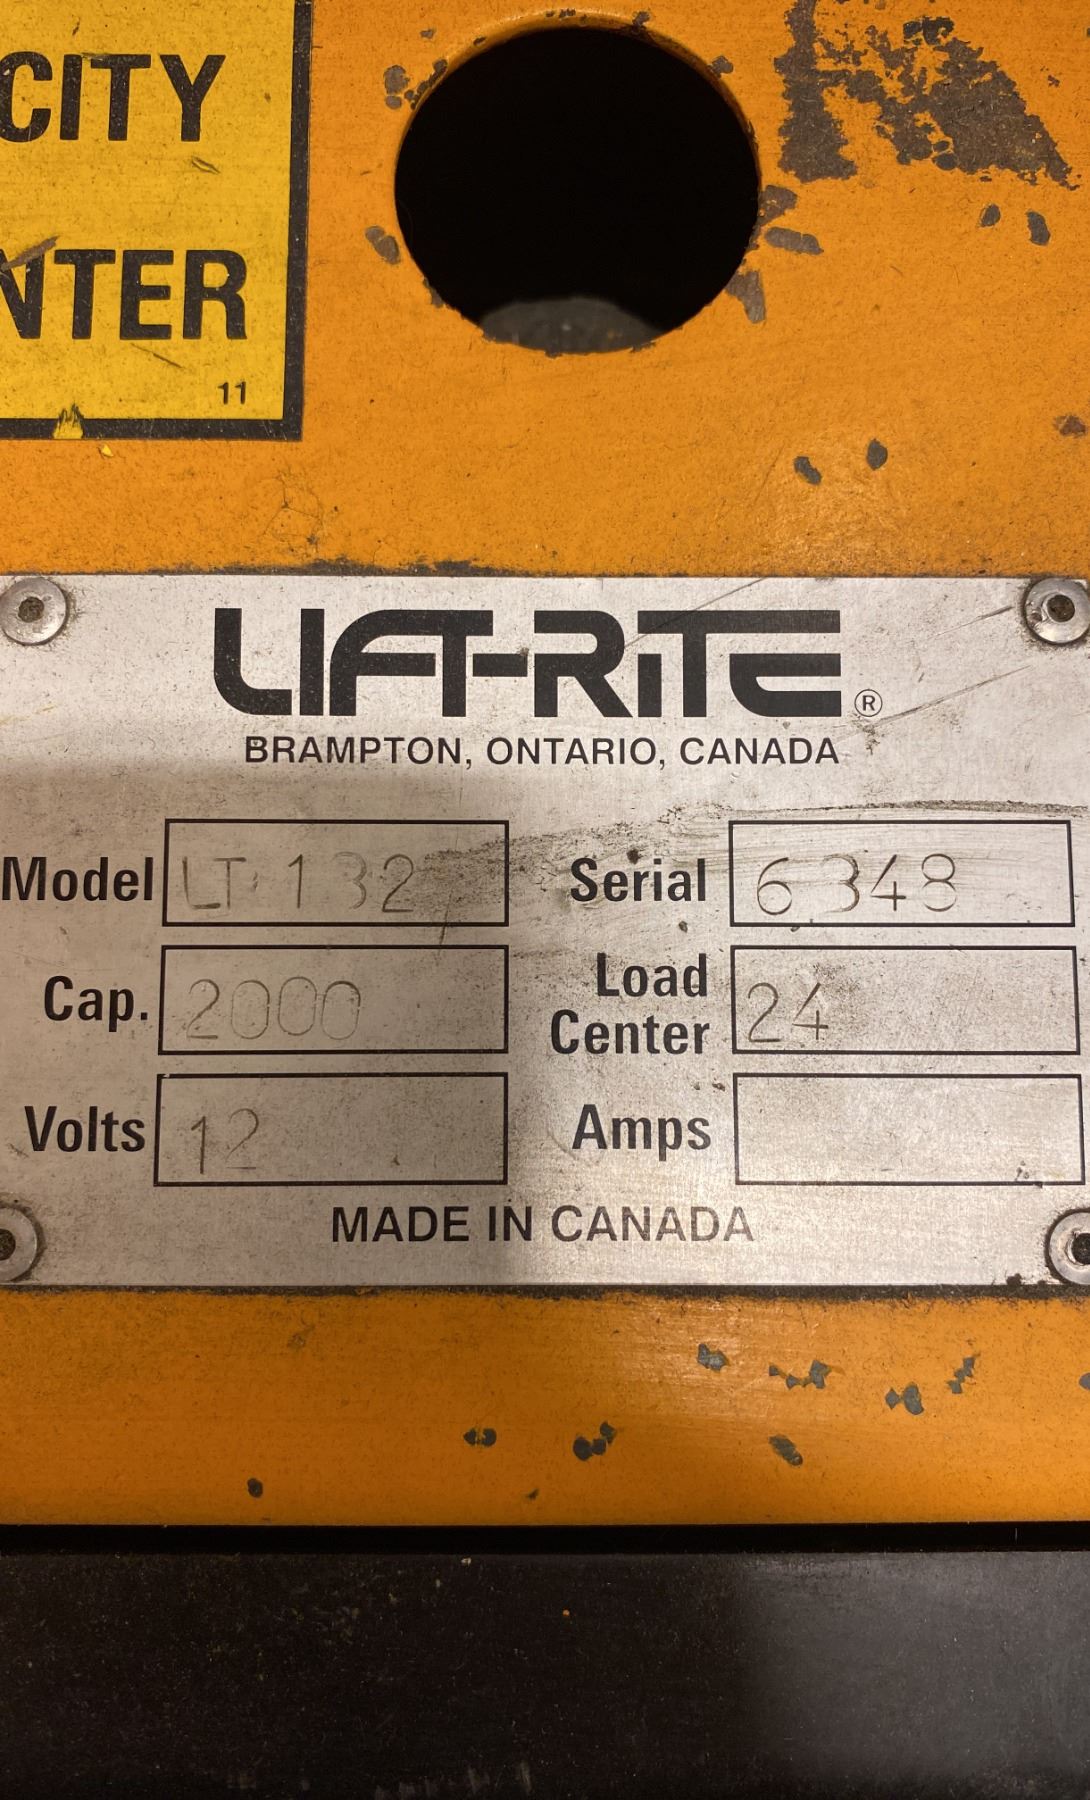 CITY
NTER
11
LIFT-RITE®
BRAMPTON, ONTARIO, CANADA
Model LT 132 Serial 6348
Cap. 2000 Load Center 24
Volts 12 Amps
MADE IN CANADA